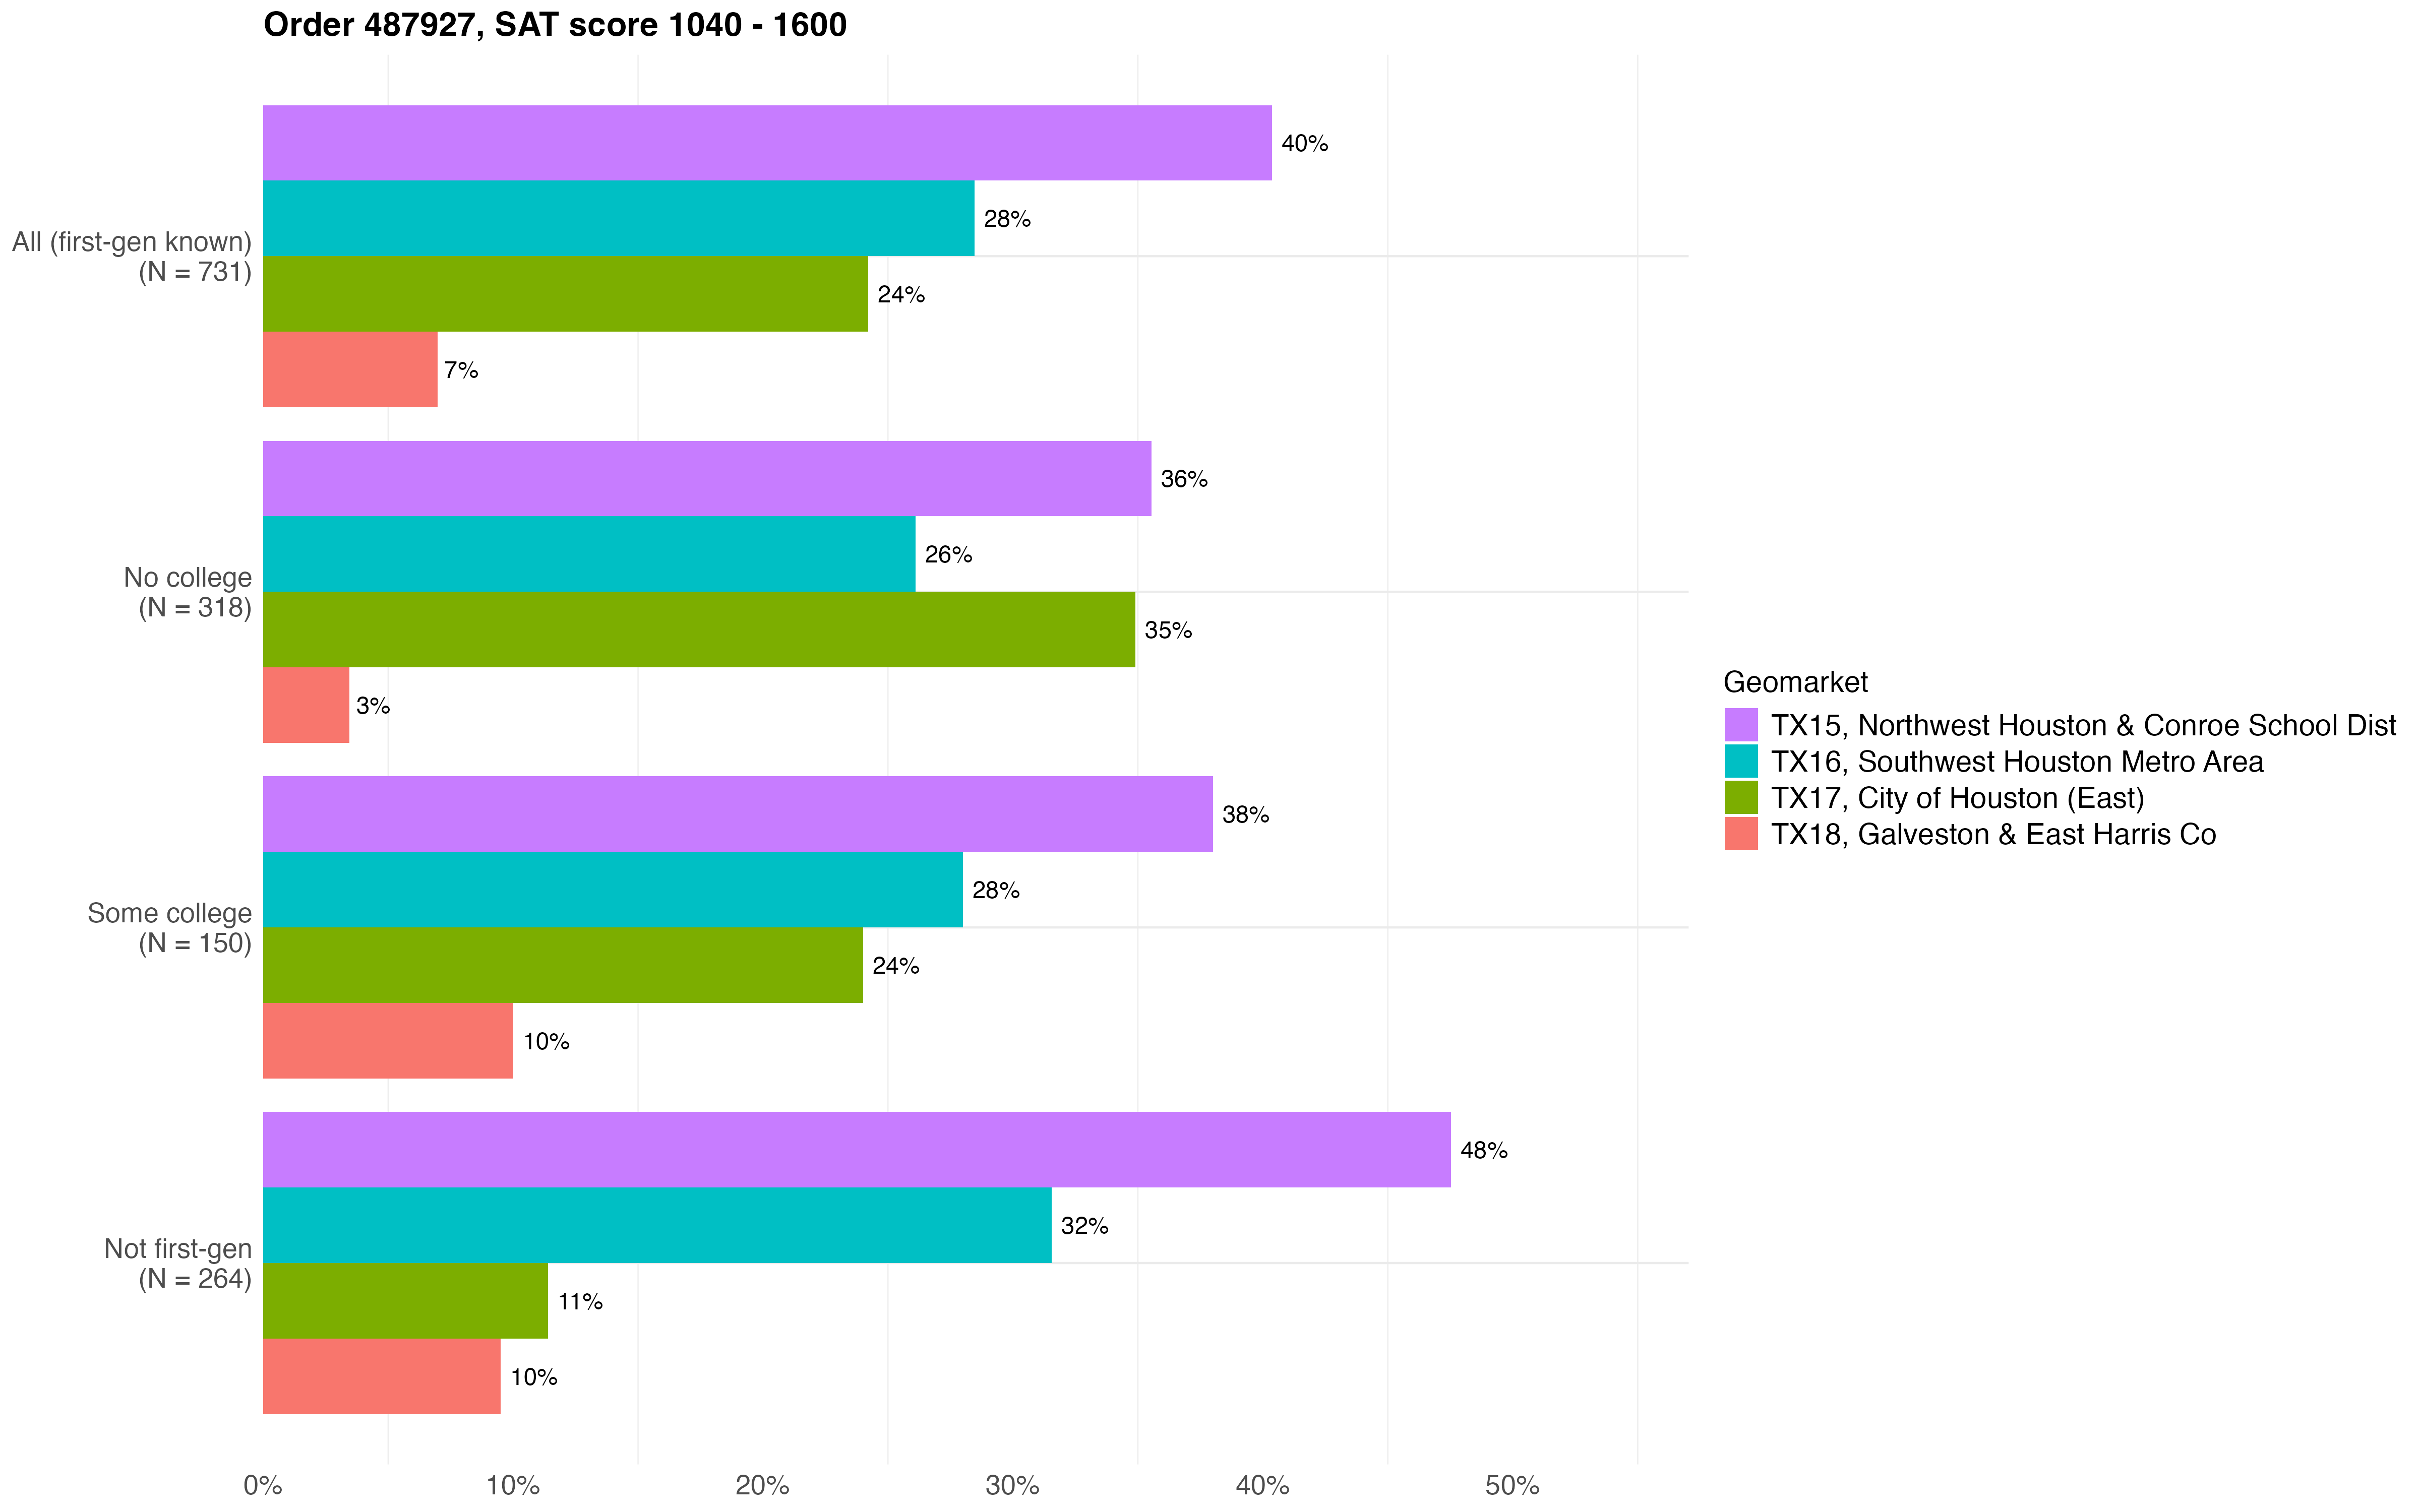 Order 487927, SAT score 1040 - 1600
All (first-gen known)
(N = 731)
40%
28%
24%
7%
No college
(N = 318)
36%
26%
35%
3%
Some college
(N = 150)
38%
28%
24%
10%
Not first-gen
(N = 264)
48%
32%
11%
10%
0% 10% 20% 30% 40% 50%
Geomarket
TX15, Northwest Houston & Conroe School Dist
TX16, Southwest Houston Metro Area
TX17, City of Houston (East)
TX18, Galveston & East Harris Co